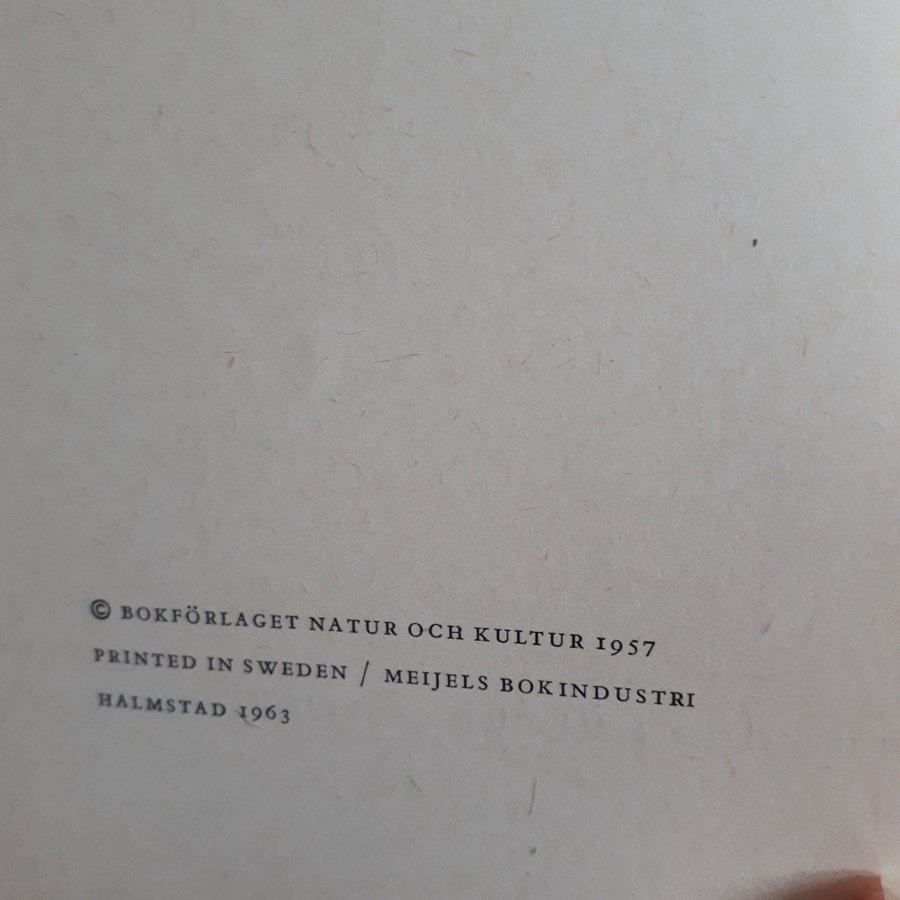 © BOKFÖRLAGET NATUR OCH KULTUR 1957
PRINTED IN SWEDEN / MEIJELS BOKINDUSTRI
HALMSTAD 1963